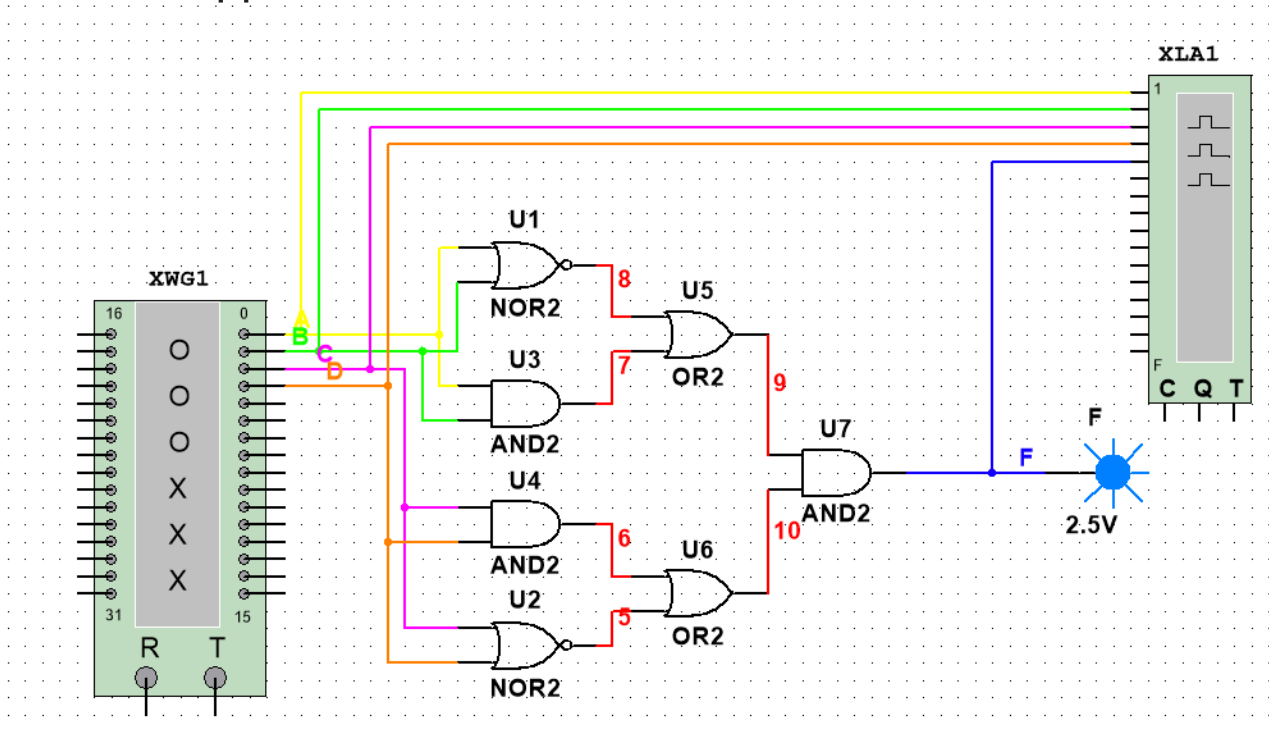 XLA1
1
F
C Q T
XWG1
16
0
31
15
O
O
O
X
X
X
R T
A
B
C
D
U1
NOR2
8
U3
AND2
7
U5
OR2
9
U4
AND2
6
U2
NOR2
5
U6
OR2
10
U7
AND2
F
F
2.5V